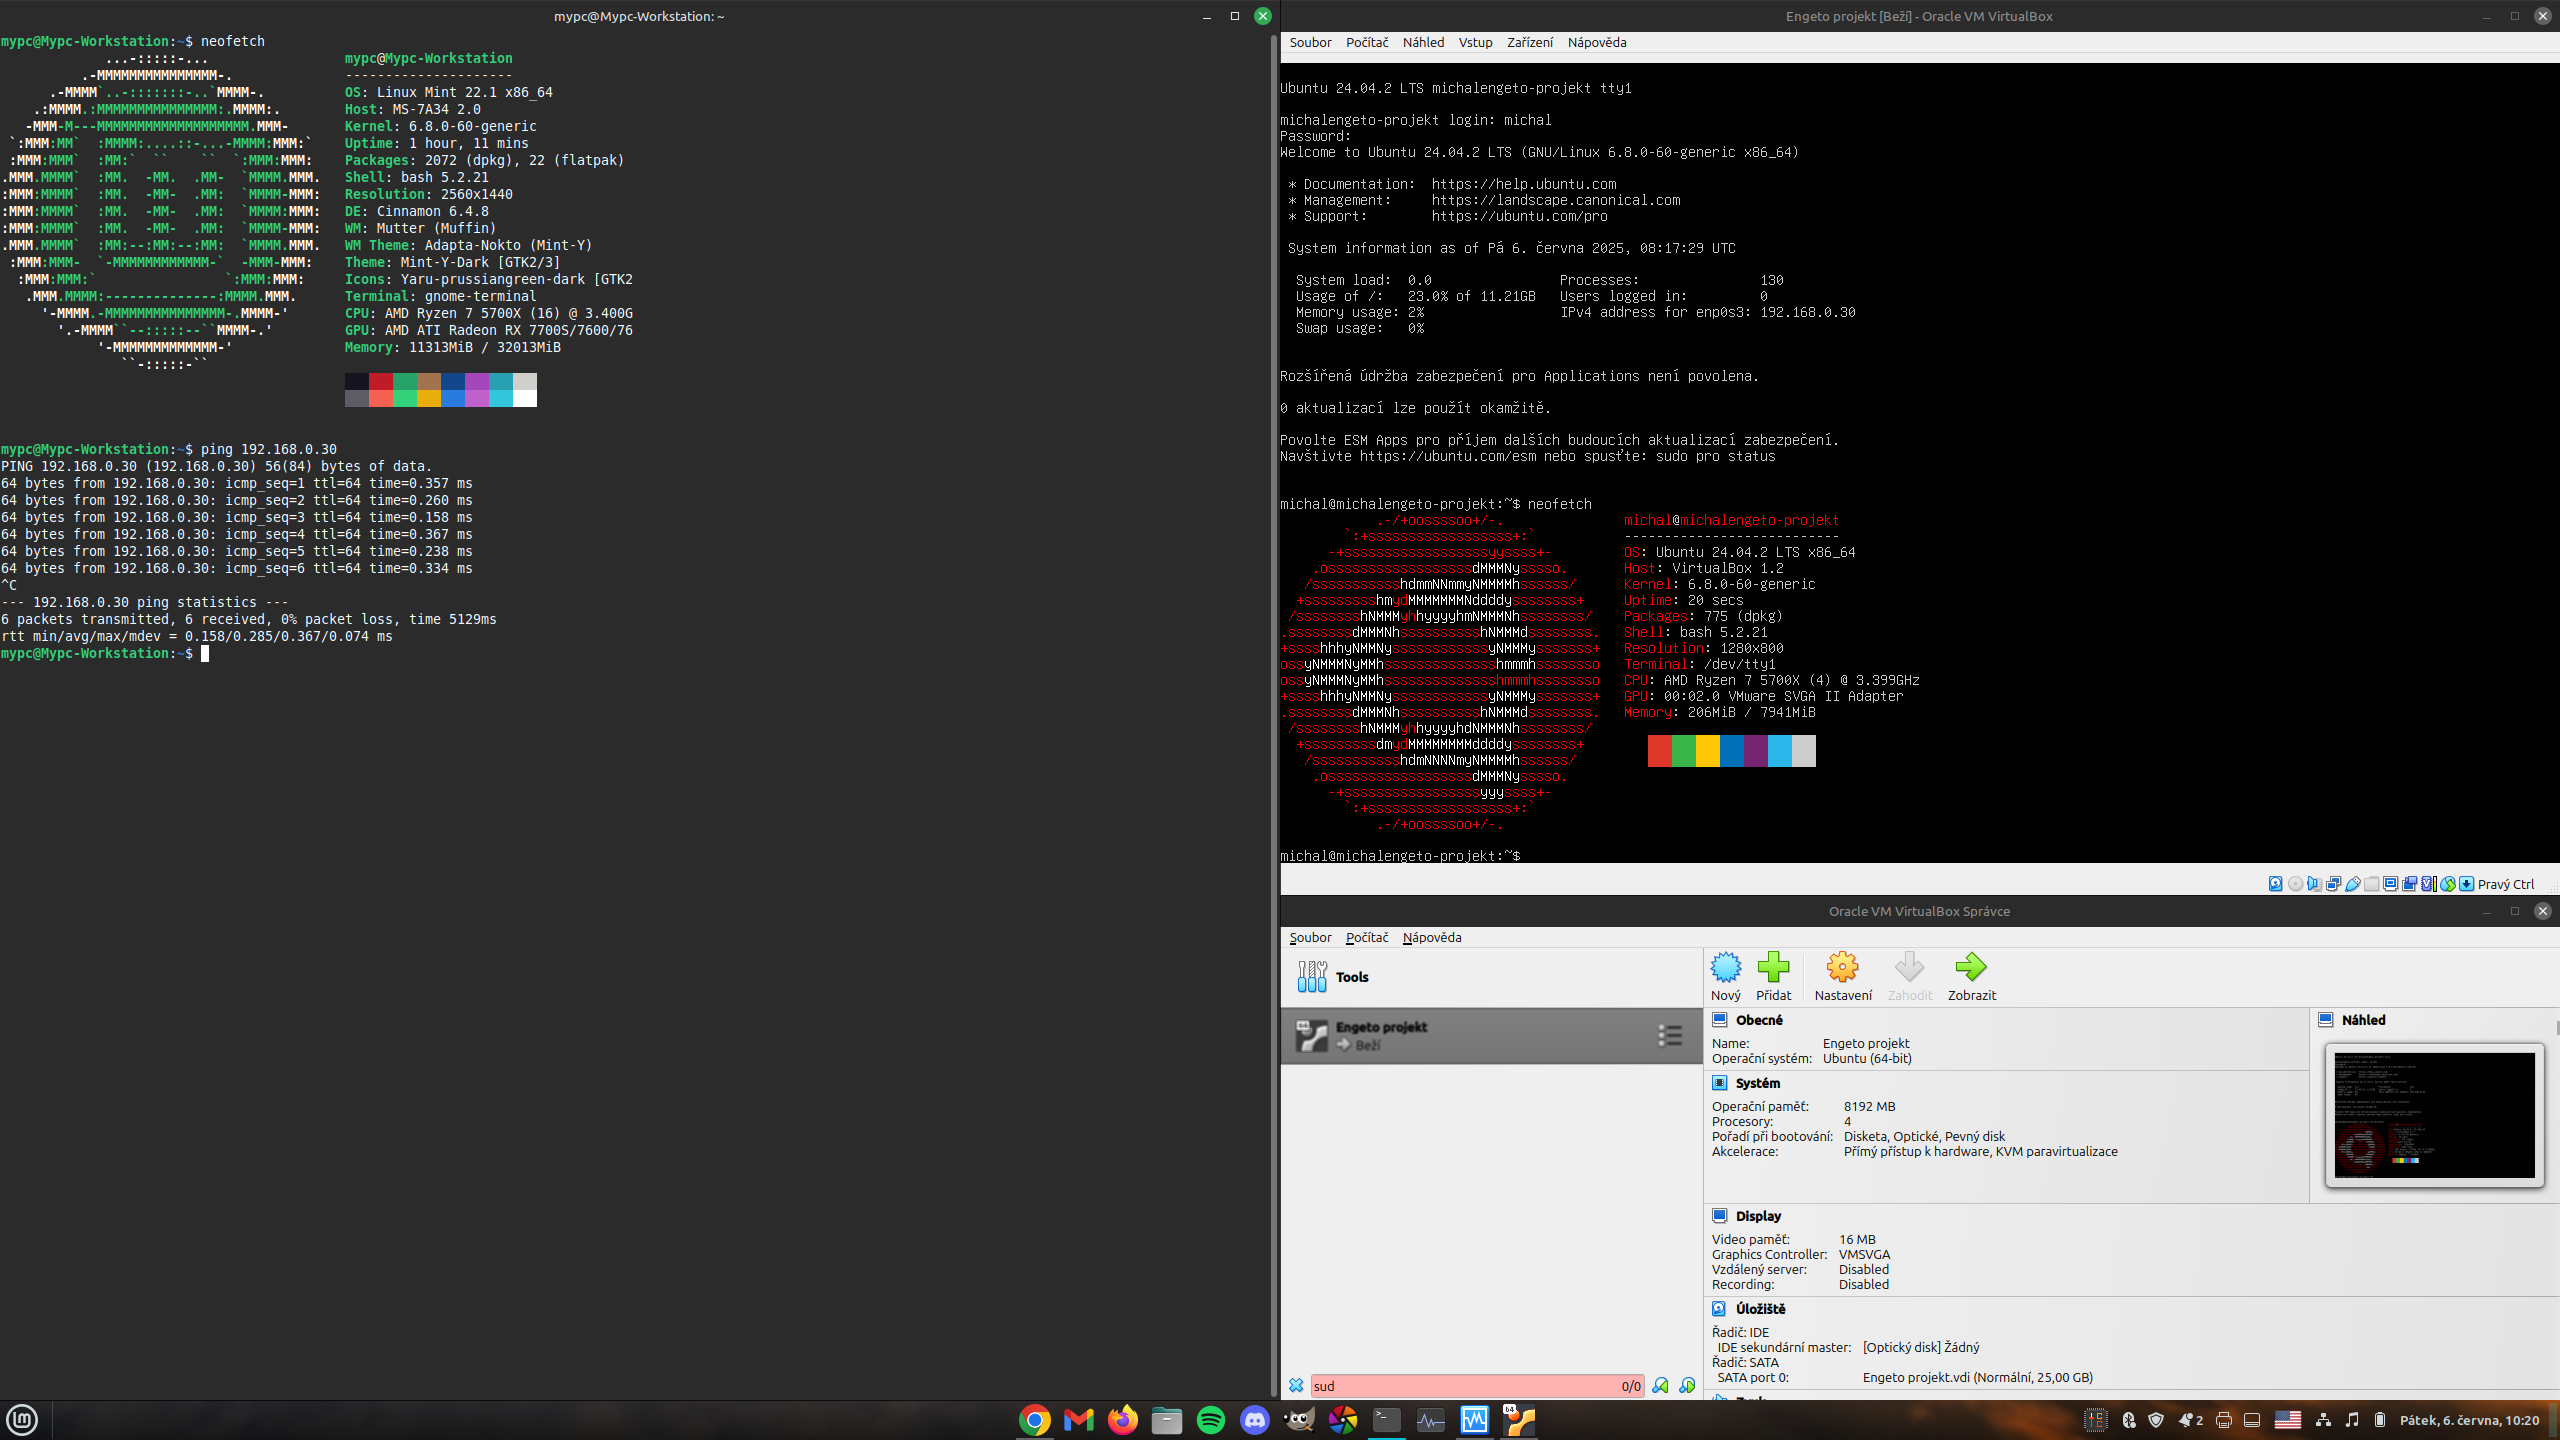 mypc@Mypc-Workstation: ~
mypc@Mypc-Workstation:~$ neofetch
mypc@Mypc-Workstation
---------------------
OS: Linux Mint 22.1 x86_64
Host: MS-7A34 2.0
Kernel: 6.8.0-60-generic
Uptime: 1 hour, 11 mins
Packages: 2072 (dpkg), 22 (flatpak)
Shell: bash 5.2.21
Resolution: 2560x1440
DE: Cinnamon 6.4.8
WM: Mutter (Muffin)
WM Theme: Adapta-Nokto (Mint-Y)
Theme: Mint-Y-Dark [GTK2/3]
Icons: Yaru-prussiangreen-dark [GTK2
Terminal: gnome-terminal
CPU: AMD Ryzen 7 5700X (16) @ 3.400G
GPU: AMD ATI Radeon RX 7700S/7600/76
Memory: 11313MiB / 32013MiB
mypc@Mypc-Workstation:~$ ping 192.168.0.30
PING 192.168.0.30 (192.168.0.30) 56(84) bytes of data.
64 bytes from 192.168.0.30: icmp_seq=1 ttl=64 time=0.357 ms
64 bytes from 192.168.0.30: icmp_seq=2 ttl=64 time=0.260 ms
64 bytes from 192.168.0.30: icmp_seq=3 ttl=64 time=0.158 ms
64 bytes from 192.168.0.30: icmp_seq=4 ttl=64 time=0.367 ms
64 bytes from 192.168.0.30: icmp_seq=5 ttl=64 time=0.238 ms
64 bytes from 192.168.0.30: icmp_seq=6 ttl=64 time=0.334 ms
^C
--- 192.168.0.30 ping statistics ---
6 packets transmitted, 6 received, 0% packet loss, time 5129ms
rtt min/avg/max/mdev = 0.158/0.285/0.367/0.074 ms
mypc@Mypc-Workstation:~$
Engeto projekt [Beží] - Oracle VM VirtualBox
Soubor Počítač Náhled Vstup Zařízení Nápověda
Ubuntu 24.04.2 LTS michalengeto-projekt tty1
michalengeto-projekt login: michal
Password:
Welcome to Ubuntu 24.04.2 LTS (GNU/Linux 6.8.0-60-generic x86_64)
* Documentation: https://help.ubuntu.com
* Management: https://landscape.canonical.com
* Support: https://ubuntu.com/pro
System information as of Pá 6. června 2025, 08:17:29 UTC
System load: 0.0 Processes: 130
Usage of /: 23.0% of 11.21GB Users logged in: 0
Memory usage: 2% IPv4 address for enp0s3: 192.168.0.30
Swap usage: 0%
Rozšířená údržba zabezpečení pro Applications není povolena.
0 aktualizací lze použít okamžitě.
Povolte ESM Apps pro příjem dalších budoucích aktualizací zabezpečení.
Navštivte https://ubuntu.com/esm nebo spusťte: sudo pro status
michal@michalengeto-projekt:~$ neofetch
michal@michalengeto-projekt
---------------------------
OS: Ubuntu 24.04.2 LTS x86_64
Host: VirtualBox 1.2
Kernel: 6.8.0-60-generic
Uptime: 20 secs
Packages: 775 (dpkg)
Shell: bash 5.2.21
Resolution: 1280x800
Terminal: /dev/tty1
CPU: AMD Ryzen 7 5700X (4) @ 3.399GHz
GPU: 00:02.0 VMware SVGA II Adapter
Memory: 206MiB / 7941MiB
michal@michalengeto-projekt:~$
Pravý Ctrl
Oracle VM VirtualBox Správce
Soubor Počítač Nápověda
Tools
Engeto projekt
Beží
Nový Přidat Nastavení Zahodit Zobrazit
Obecné
Name: Engeto projekt
Operační systém: Ubuntu (64-bit)
Náhled
Systém
Operační paměť: 8192 MB
Procesory: 4
Pořadí při bootování: Disketa, Optické, Pevný disk
Akcelerace: Přímý přístup k hardware, KVM paravirtualizace
Display
Video paměť: 16 MB
Graphics Controller: VMSVGA
Vzdálený server: Disabled
Recording: Disabled
Úložiště
Řadič: IDE
IDE sekundární master: [Optický disk] Žádný
Řadič: SATA
SATA port 0: Engeto projekt.vdi (Normální, 25,00 GB)
sud 0/0
2
Pátek, 6. června, 10:20